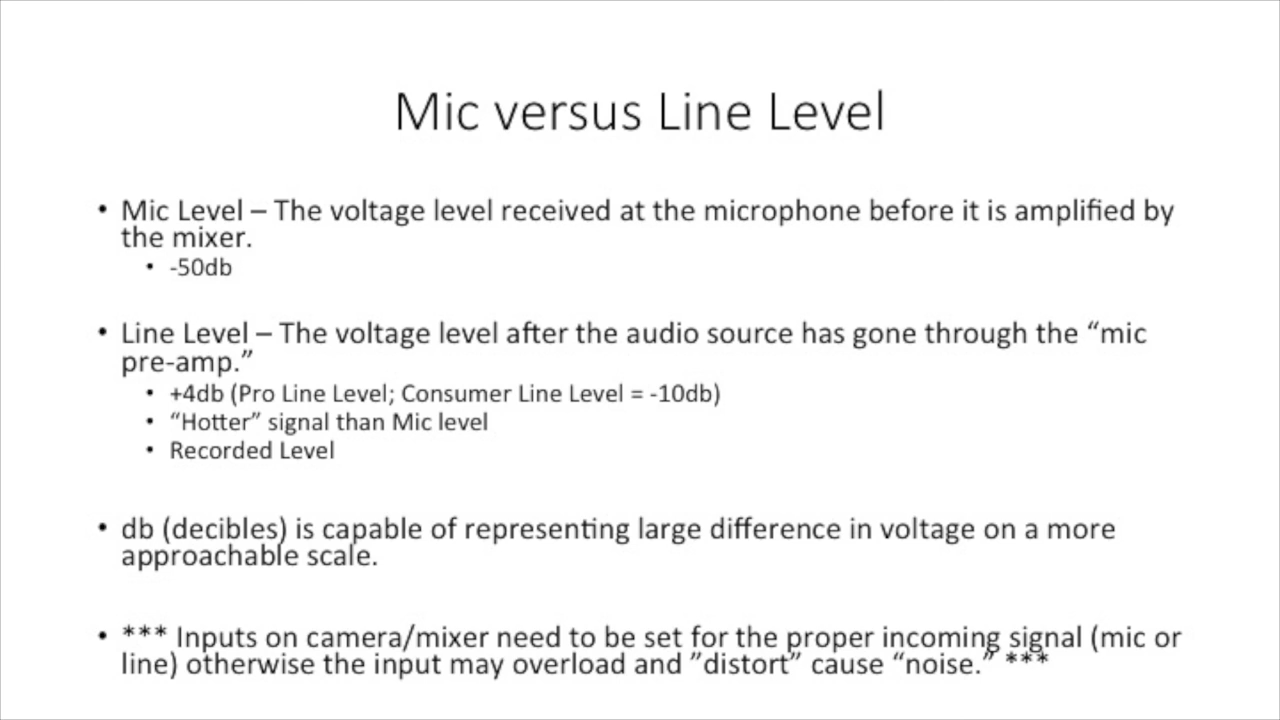 Mic versus Line Level
• Mic Level – The voltage level received at the microphone before it is amplified by
the mixer.
• -50db
• Line Level – The voltage level after the audio source has gone through the “mic
pre-amp.”
• +4db (Pro Line Level; Consumer Line Level = -10db)
• “Hotter” signal than Mic level
• Recorded Level
• db (decibles) is capable of representing large difference in voltage on a more
approachable scale.
• *** Inputs on camera/mixer need to be set for the proper incoming signal (mic or
line) otherwise the input may overload and ”distort” cause “noise.” ***